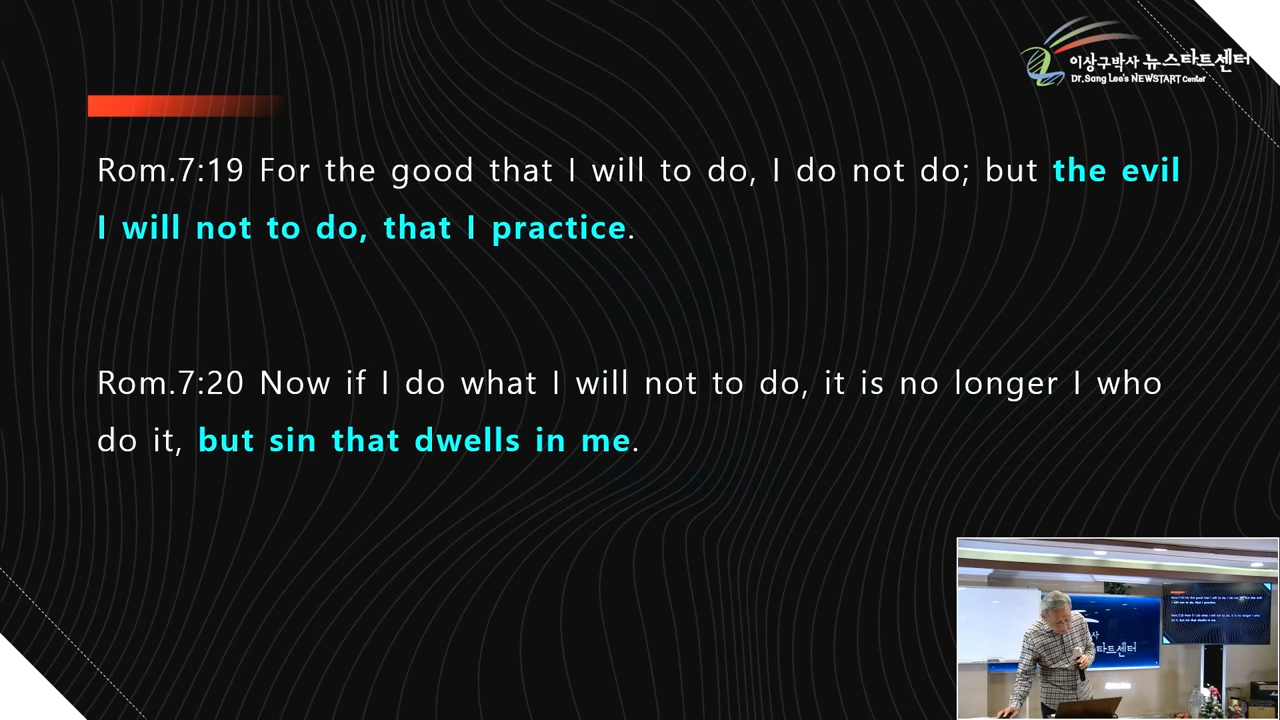 이상구박사 뉴스타트센터
Dr.Sang Lee's NEWSTART Center
Rom.7:19 For the good that I will to do, I do not do; but the evil
I will not to do, that I practice.
Rom.7:20 Now if I do what I will not to do, it is no longer I who
do it, but sin that dwells in me.